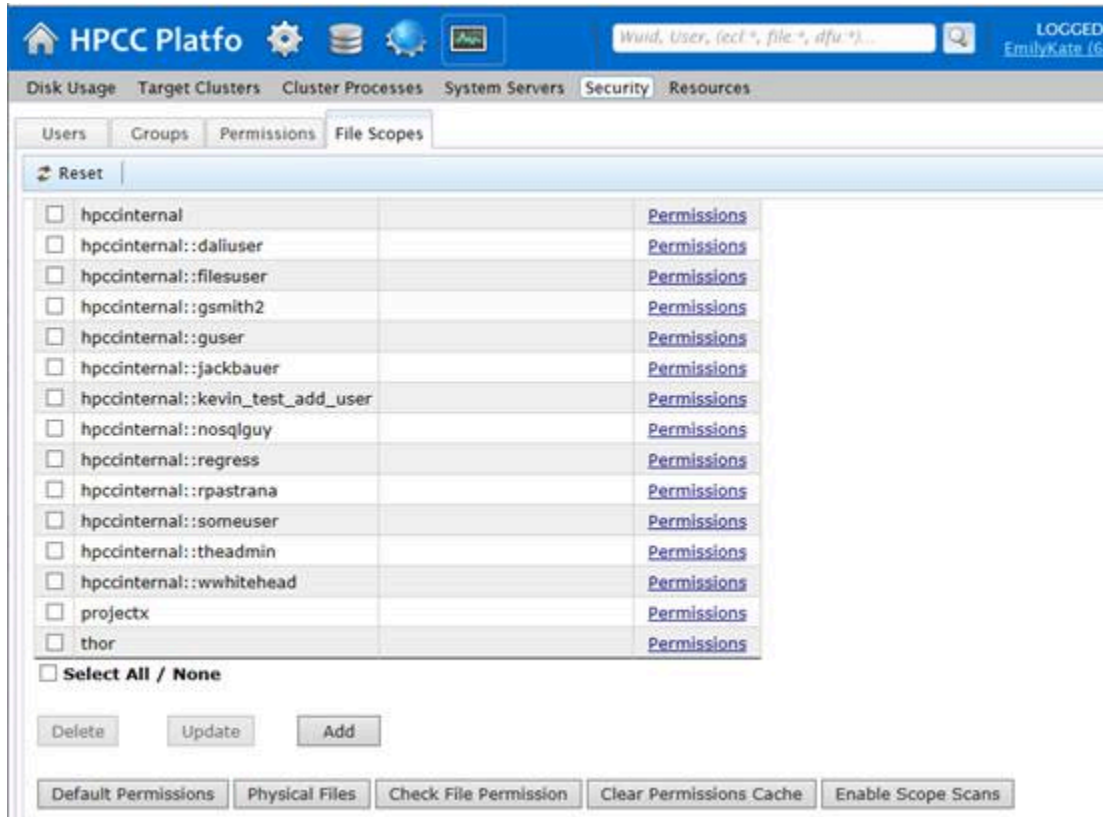 HPCC Platfo
Wuid, User, (ecl:*, file:*, dfu:*)...
LOGGED
EmilyKate (6
Disk Usage Target Clusters Cluster Processes System Servers Security Resources
Users Groups Permissions File Scopes
Reset
hpccinternal Permissions
hpccinternal::daliuser Permissions
hpccinternal::filesuser Permissions
hpccinternal::gsmith2 Permissions
hpccinternal::guser Permissions
hpccinternal::jackbauer Permissions
hpccinternal::kevin_test_add_user Permissions
hpccinternal::nosqlguy Permissions
hpccinternal::regress Permissions
hpccinternal::rpastrana Permissions
hpccinternal::someuser Permissions
hpccinternal::theadmin Permissions
hpccinternal::wwhitehead Permissions
projectx Permissions
thor Permissions
Select All / None
Delete Update Add
Default Permissions Physical Files Check File Permission Clear Permissions Cache Enable Scope Scans